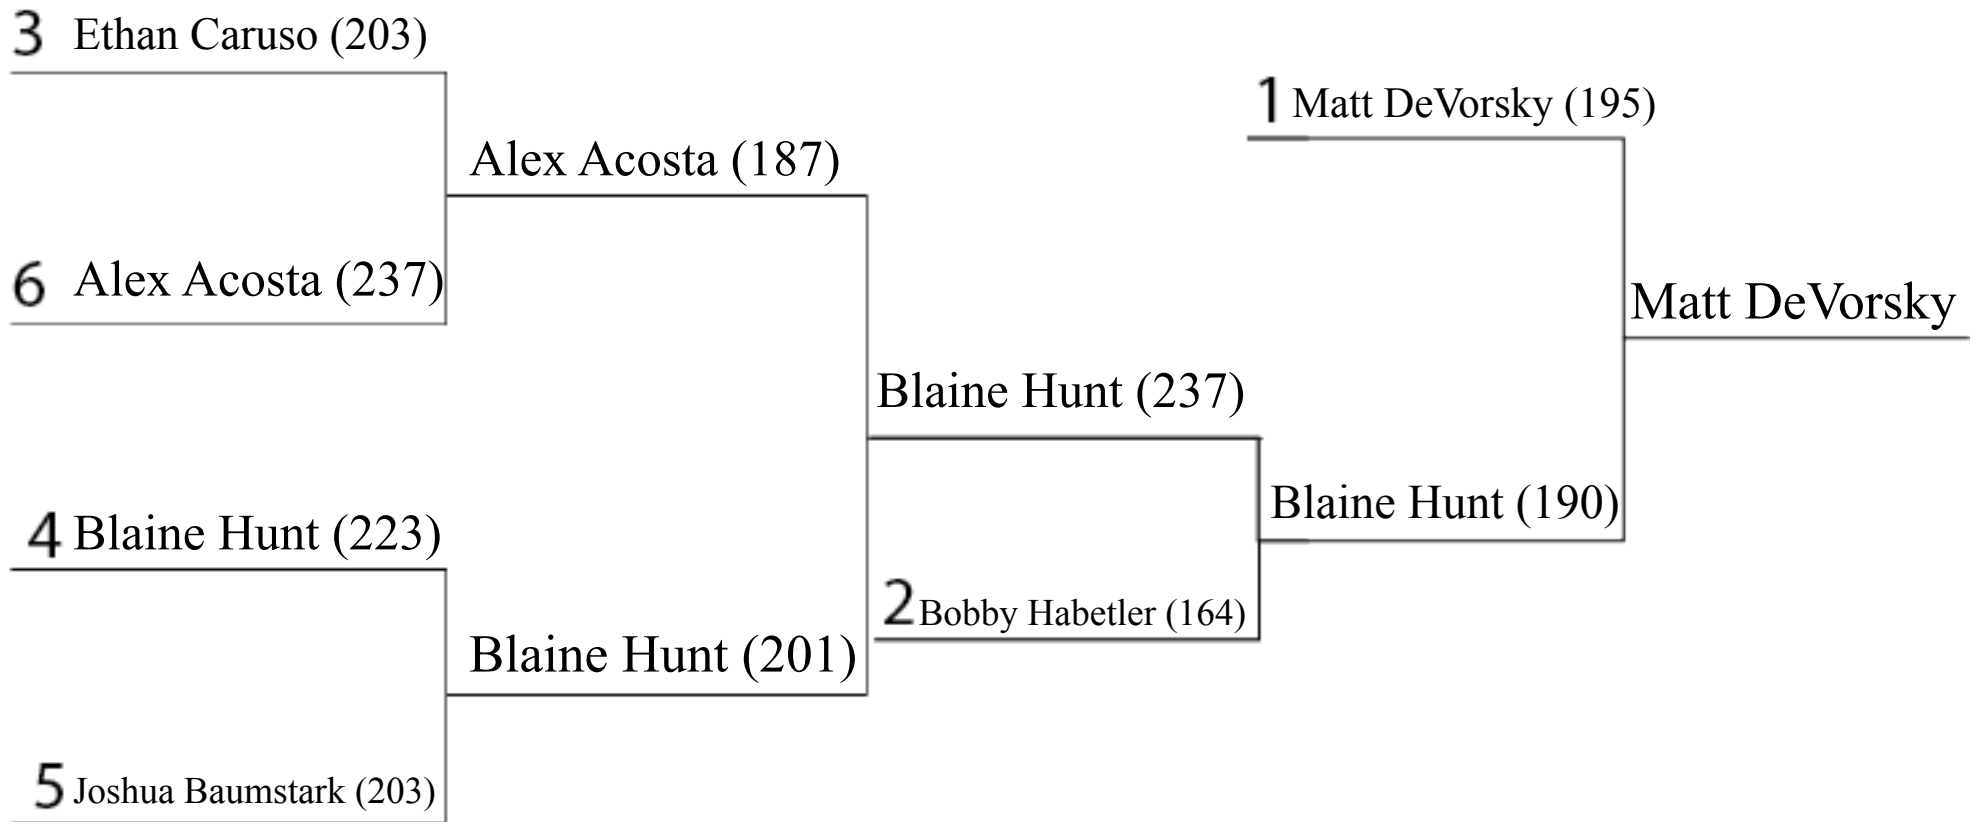 3 Ethan Caruso (203)
1 Matt DeVorsky (195)
Alex Acosta (187)
6 Alex Acosta (237)
Matt DeVorsky
Blaine Hunt (237)
4 Blaine Hunt (223)
Blaine Hunt (190)
2 Bobby Habetler (164)
Blaine Hunt (201)
5 Joshua Baumstark (203)